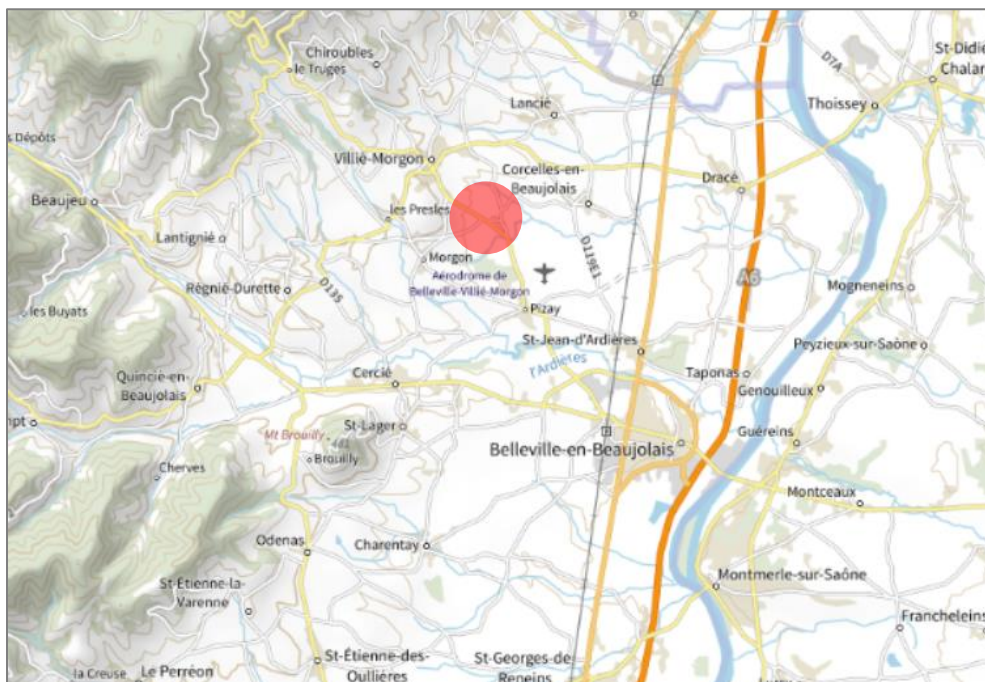 Chiroubles
le Truges
St-Didie
Chalar
D7A
Lancié
Thoissey
s Dépôts
Villié-Morgon
Corcelles-en-
Beaujolais
Dracé
Beaujeu
les Presles
Lantignié
D119E1
Morgon
Aérodrome de
Belleville-Villié-Morgon
A6
Régnié-Durette
D135
Mogneneins
les Buyats
Pizay
St-Jean-d'Ardières
Peyzieux-sur-Saône
l'Ardières
Cercié
Taponas
Quincié-en-
Beaujolais
Genouilleux
mpt
St-Lager
Mt Brouilly
Guéreins
Belleville-en-Beaujolais
Brouilly
Cherves
Montceaux
Odenas
Charentay
St-Étienne-la-
Varenne
Montmerle-sur-Saône
Francheleins
St-Étienne-des-
Oullières
St-Georges-de
Reneins
la Creuse
Le Perréon